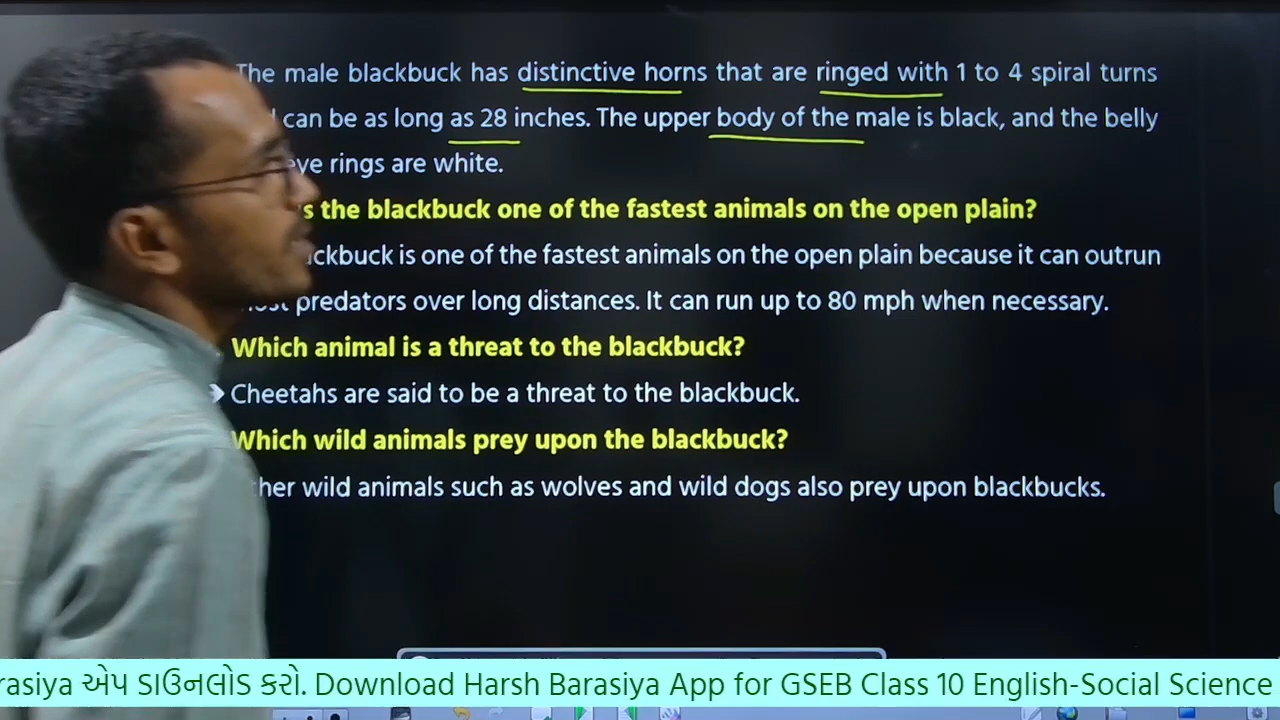 The male blackbuck has distinctive horns that are ringed with 1 to 4 spiral turns
can be as long as 28 inches. The upper body of the male is black, and the belly
eye rings are white.
the blackbuck one of the fastest animals on the open plain?
is one of the fastest animals on the open plain because it can outrun
predators over long distances. It can run up to 80 mph when necessary.
Which animal is a threat to the blackbuck?
➔ Cheetahs are said to be a threat to the blackbuck.
Which wild animals prey upon the blackbuck?
wild animals such as wolves and wild dogs also prey upon blackbucks.
એપ ડાઉનલોડ કરો. Download Harsh Barasiya App for GSEB Class 10 English-Social Science